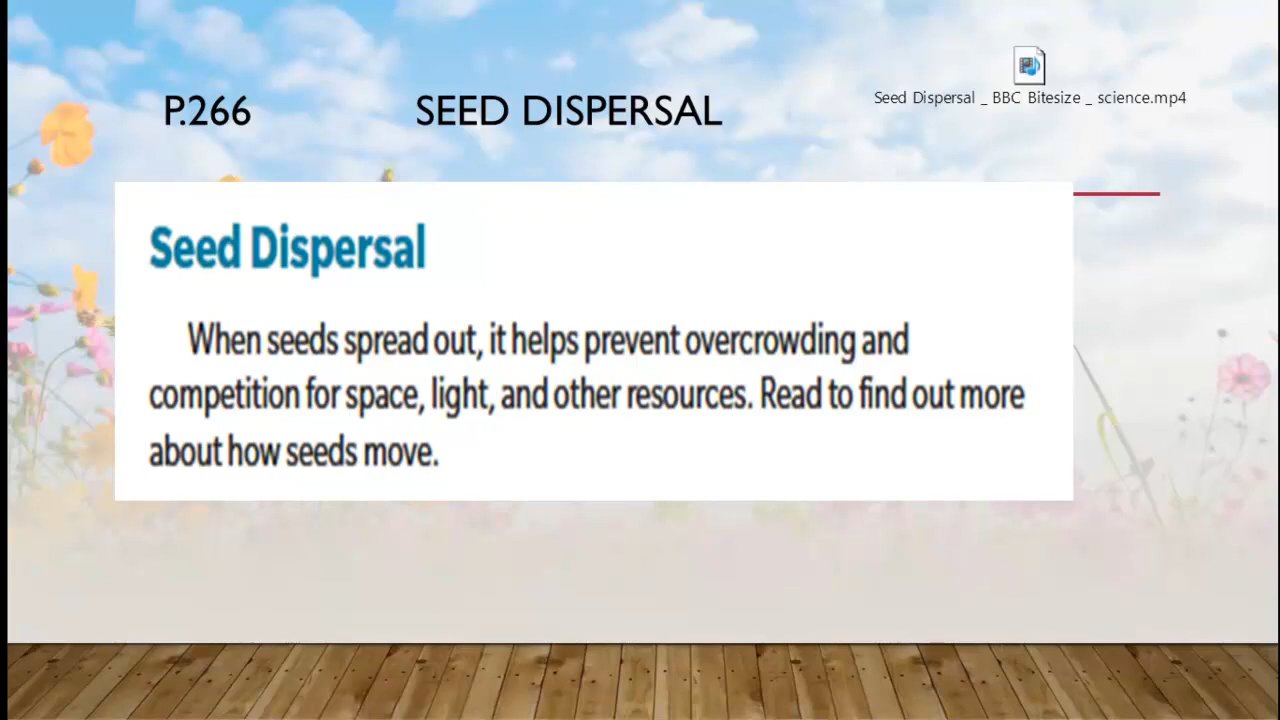 P.266
SEED DISPERSAL
Seed Dispersal _ BBC Bitesize _ science.mp4
Seed Dispersal
When seeds spread out, it helps prevent overcrowding and
competition for space, light, and other resources. Read to find out more
about how seeds move.